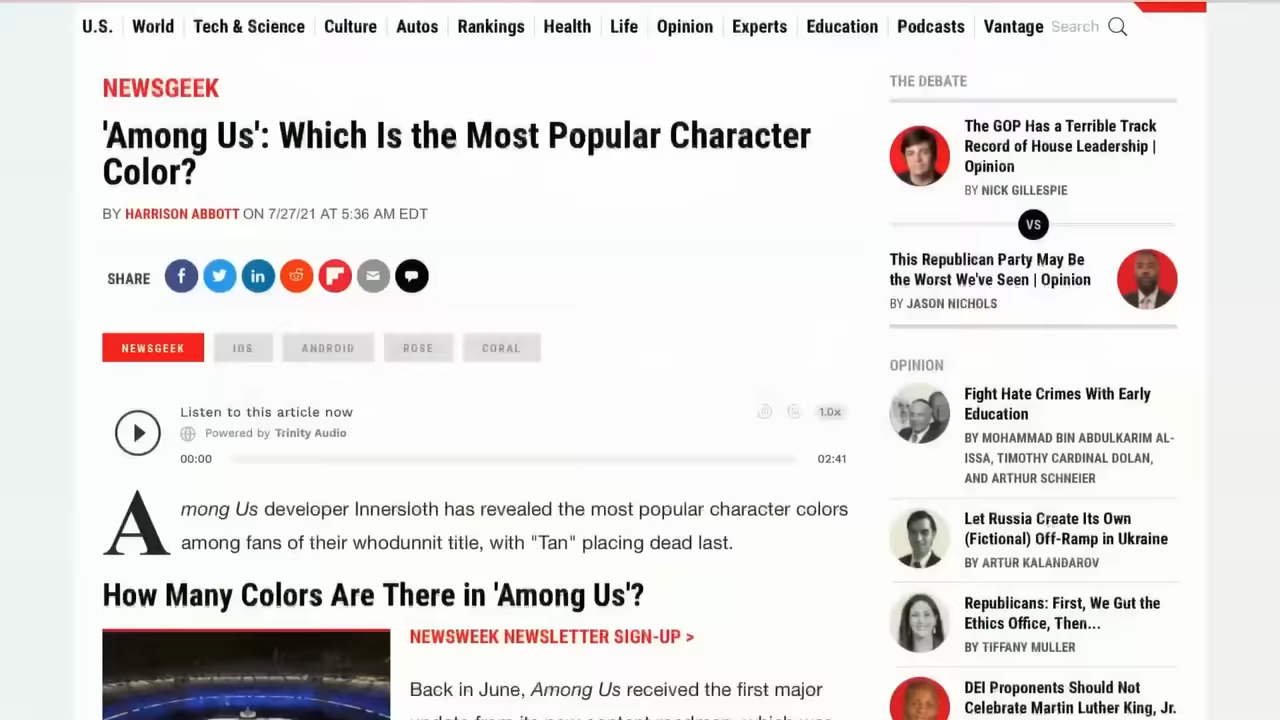 U.S. World Tech & Science Culture Autos Rankings Health Life Opinion Experts Education Podcasts Vantage Search
NEWSGEEK
'Among Us': Which Is the Most Popular Character
Color?
BY HARRISON ABBOTT ON 7/27/21 AT 5:36 AM EDT
SHARE
NEWSGEEK IOS ANDROID ROSE CORAL
Listen to this article now
Powered by Trinity Audio
1.0x
00:00
02:41
Among Us developer Innersloth has revealed the most popular character colors
among fans of their whodunnit title, with "Tan" placing dead last.
How Many Colors Are There in 'Among Us'?
NEWSWEEK NEWSLETTER SIGN-UP >
Back in June, Among Us received the first major
update from its new content roadmap, which was
THE DEBATE
The GOP Has a Terrible Track
Record of House Leadership |
Opinion
BY NICK GILLESPIE
VS
This Republican Party May Be
the Worst We've Seen | Opinion
BY JASON NICHOLS
OPINION
Fight Hate Crimes With Early
Education
BY MOHAMMAD BIN ABDULKARIM AL-
ISSA, TIMOTHY CARDINAL DOLAN,
AND ARTHUR SCHNEIER
Let Russia Create Its Own
(Fictional) Off-Ramp in Ukraine
BY ARTUR KALANDAROV
Republicans: First, We Gut the
Ethics Office, Then...
BY TIFFANY MULLER
DEI Proponents Should Not
Celebrate Martin Luther King, Jr.